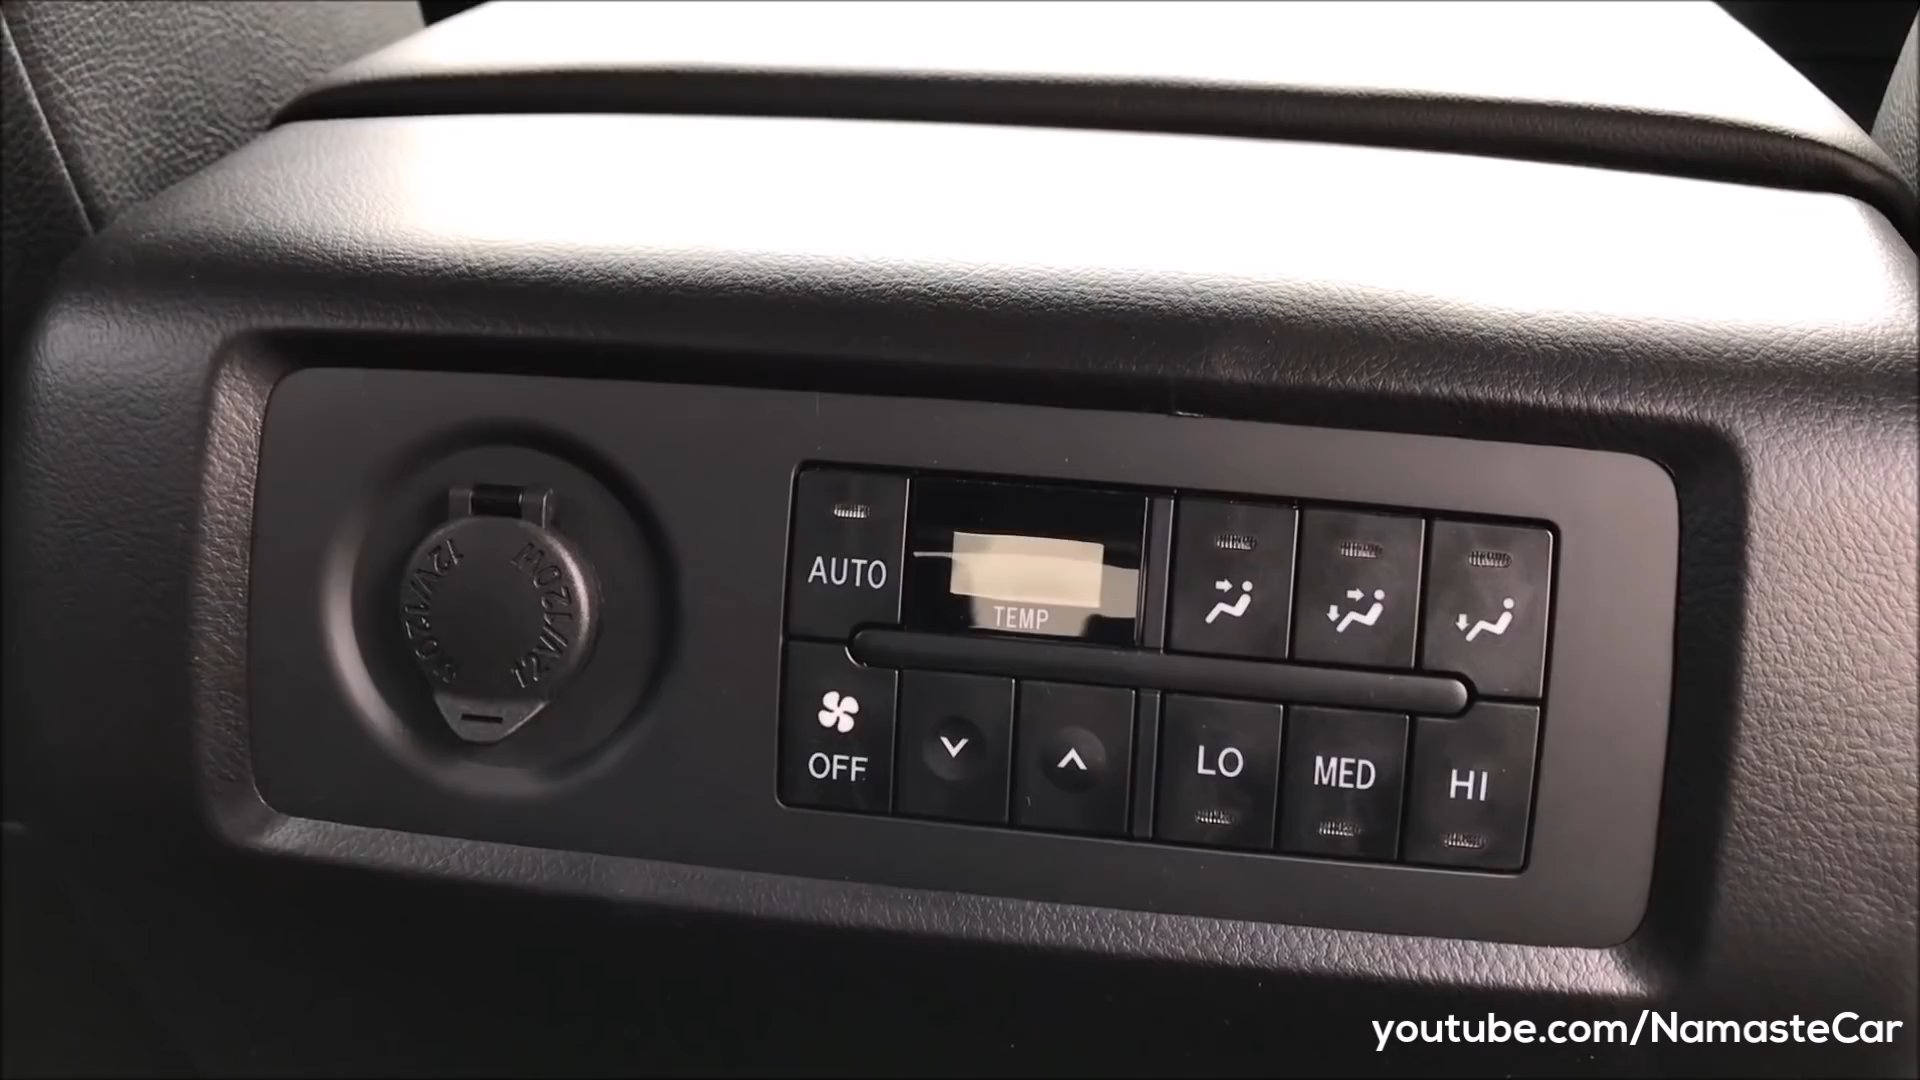 12V/120W
12V/120W
AUTO
TEMP
OFF
LO
MED
HI
youtube.com/NamasteCar